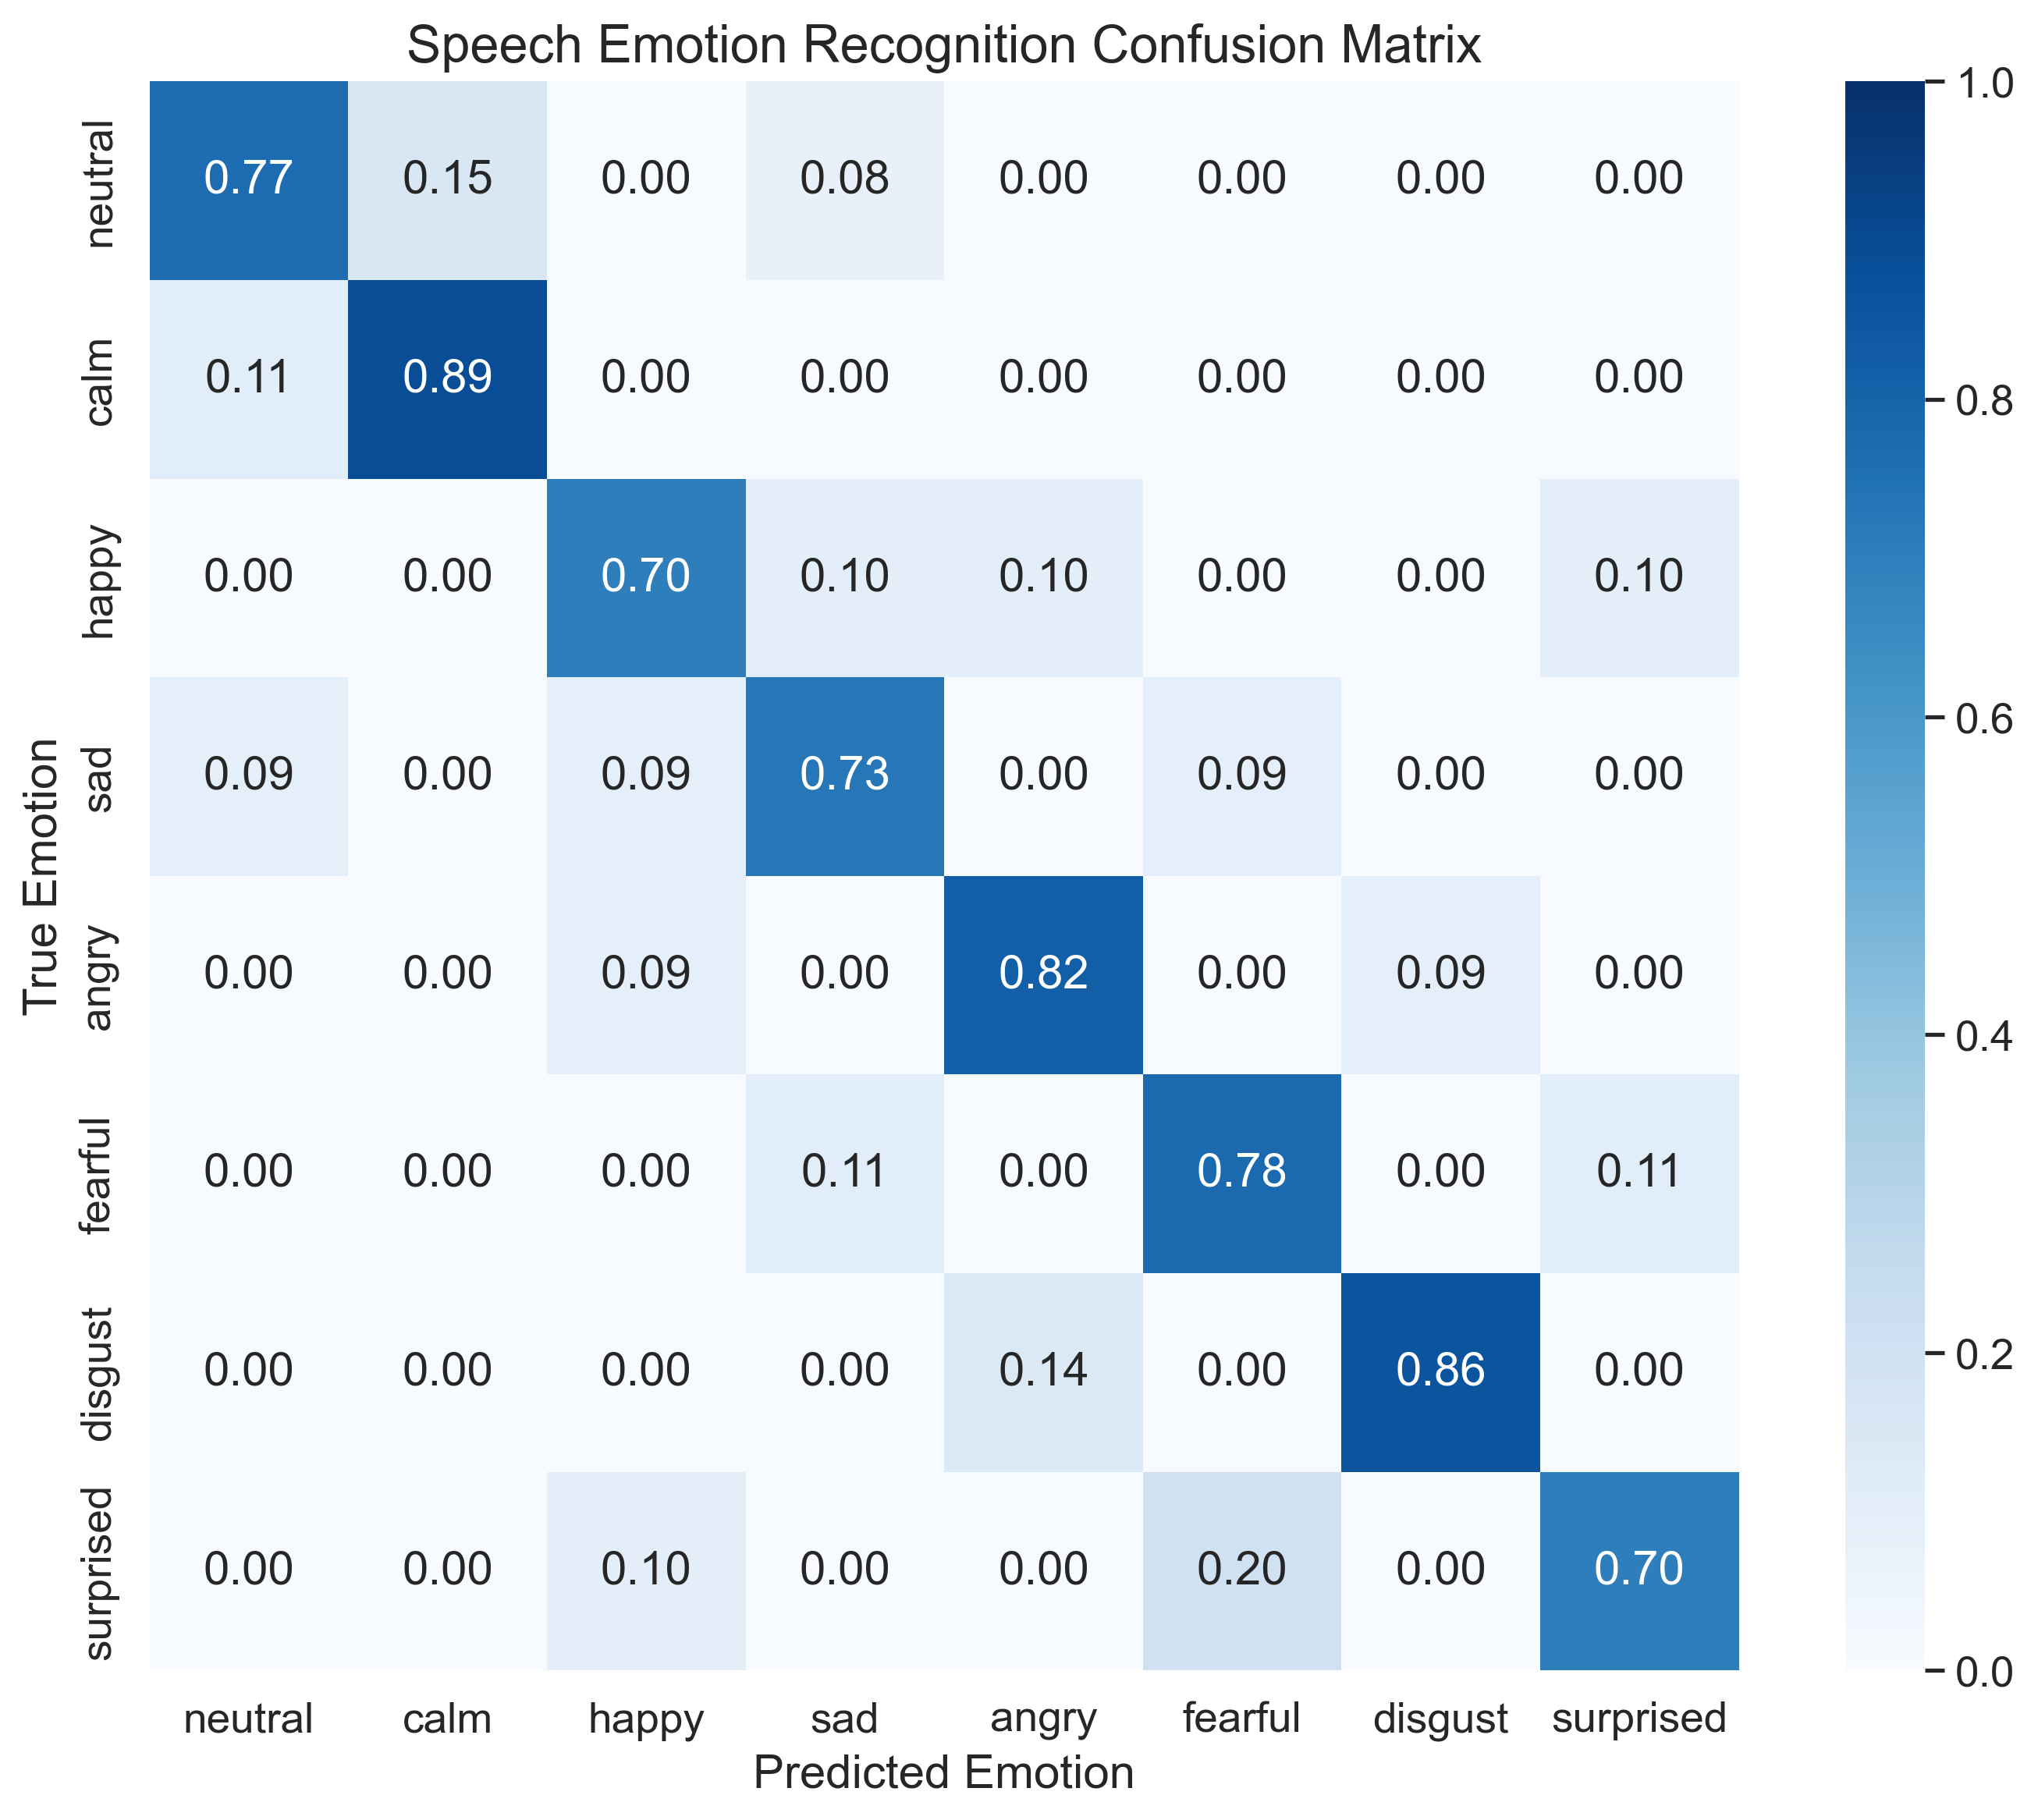 Speech Emotion Recognition Confusion Matrix
1.0
neutral 0.77 0.15 0.00 0.08 0.00 0.00 0.00 0.00
calm 0.11 0.89 0.00 0.00 0.00 0.00 0.00 0.00
0.8
happy 0.00 0.00 0.70 0.10 0.10 0.00 0.00 0.10
0.6
sad 0.09 0.00 0.09 0.73 0.00 0.09 0.00 0.00
True Emotion
angry 0.00 0.00 0.09 0.00 0.82 0.00 0.09 0.00
0.4
fearful 0.00 0.00 0.00 0.11 0.00 0.78 0.00 0.11
0.2
disgust 0.00 0.00 0.00 0.00 0.14 0.00 0.86 0.00
surprised 0.00 0.00 0.10 0.00 0.00 0.20 0.00 0.70
0.0
neutral calm happy sad angry fearful disgust surprised
Predicted Emotion